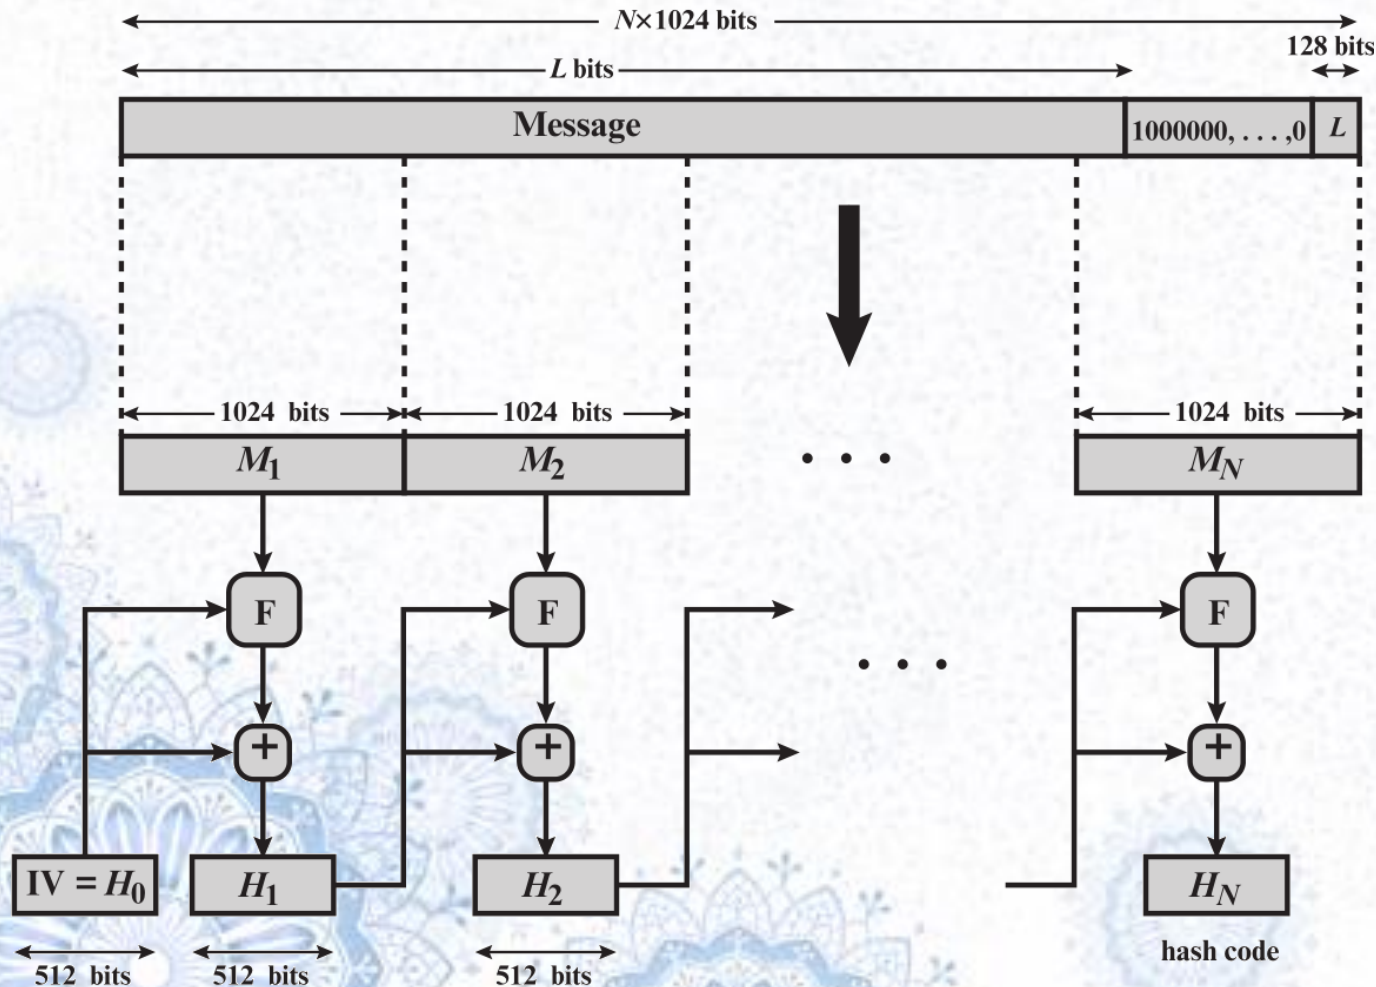 N×1024 bits
128 bits
L bits
Message
1000000, . . . ,0
L
1024 bits
1024 bits
1024 bits
M1
M2
• • •
MN
F
F
F
• • •
+
+
+
IV = H0
H1
H2
HN
hash code
512 bits
512 bits
512 bits